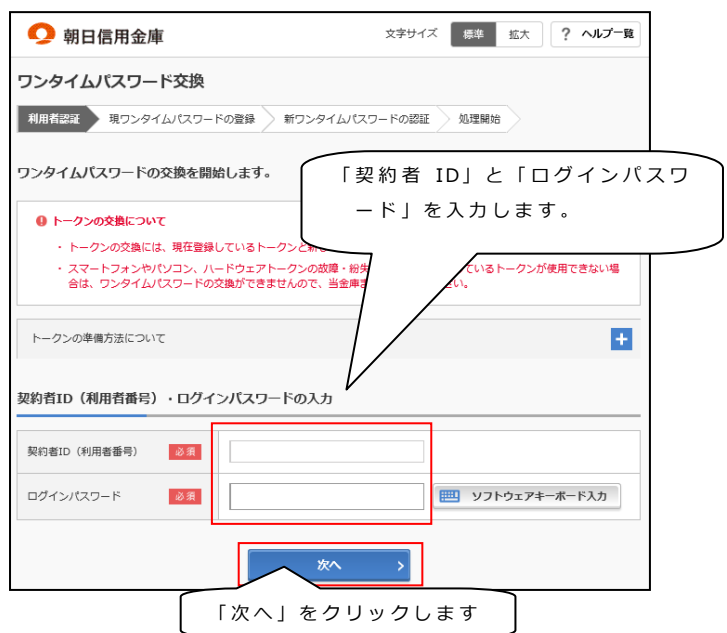 朝日信用金庫
文字サイズ 標準 拡大 ? ヘルプ一覧
ワンタイムパスワード交換
利用者認証 現ワンタイムパスワードの登録 新ワンタイムパスワードの認証 処理開始
ワンタイムパスワードの交換を開始します。
「契約者 ID」と「ログインパスワ
ード」を入力します。
トークンの交換について
・ トークンの交換には、現在登録しているトークンと新し
・ スマートフォンやパソコン、ハードウェアトークンの故障・紛失 ているトークンが使用できない場
合は、ワンタイムパスワードの交換ができませんので、当金庫ま い。
トークンの準備方法について
契約者ID(利用者番号)・ログインパスワードの入力
契約者ID(利用者番号) 必須
ログインパスワード 必須 ソフトウェアキーボード入力
次へ
「次へ」をクリックします